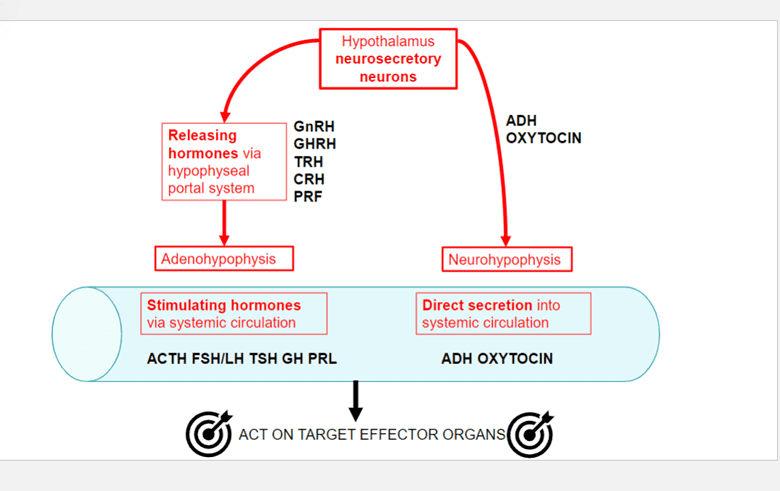 Hypothalamus
neurosecretory
neurons
ADH
OXYTOCIN
Releasing
hormones via
hypophyseal
portal system
GnRH
GHRH
TRH
CRH
PRF
Adenohypophysis
Neurohypophysis
Stimulating hormones
via systemic circulation
Direct secretion into
systemic circulation
ACTH FSH/LH TSH GH PRL
ADH OXYTOCIN
ACT ON TARGET EFFECTOR ORGANS